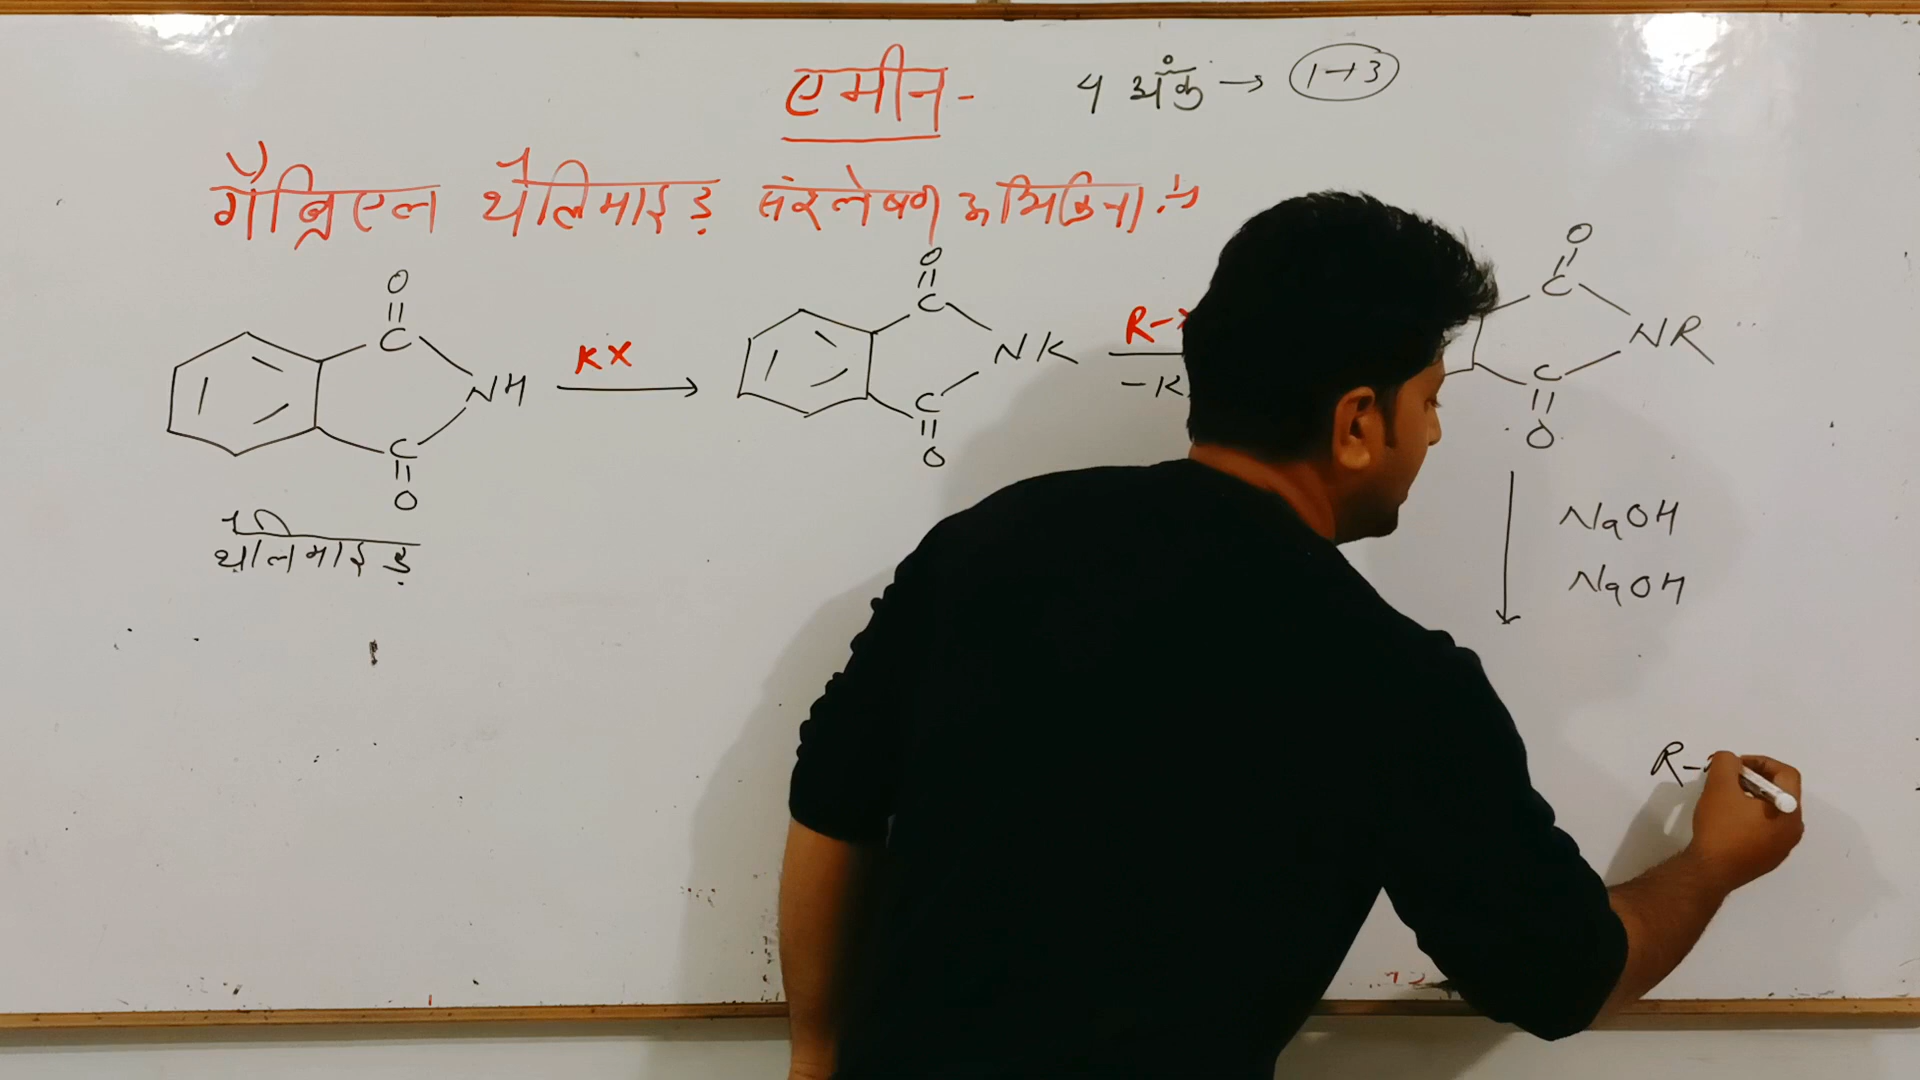 एमीन-
4 अंक → 1→3
गैब्रिएल थैलिमाइड संश्लेषण अभिक्रिया :→
O
C
NH
C
O
थैलिमाइड
KX
O
C
NK
C
O
R-X
-K
O
C
NR
C
O
NaOH
NaOH
R-